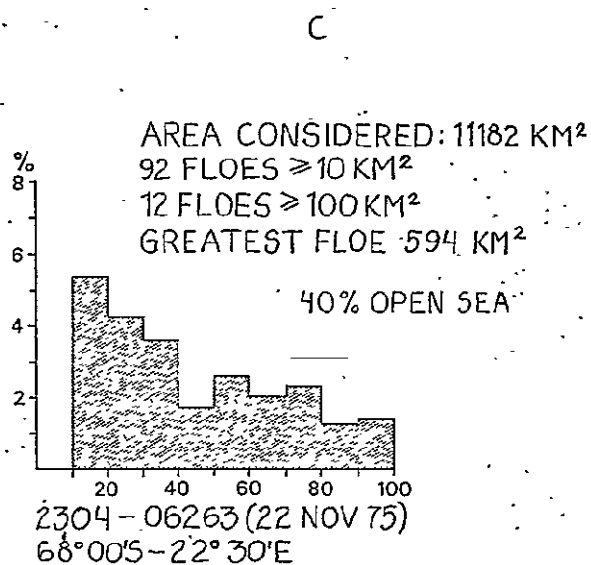 C
AREA CONSIDERED: 11182 KM²
92 FLOES ≥ 10 KM²
12 FLOES ≥ 100 KM²
GREATEST FLOE 594 KM²
40% OPEN SEA
%
8
6
4
2
20 40 60 80 100
2304-06263 (22 NOV 75)
68°00'S-22°30'E